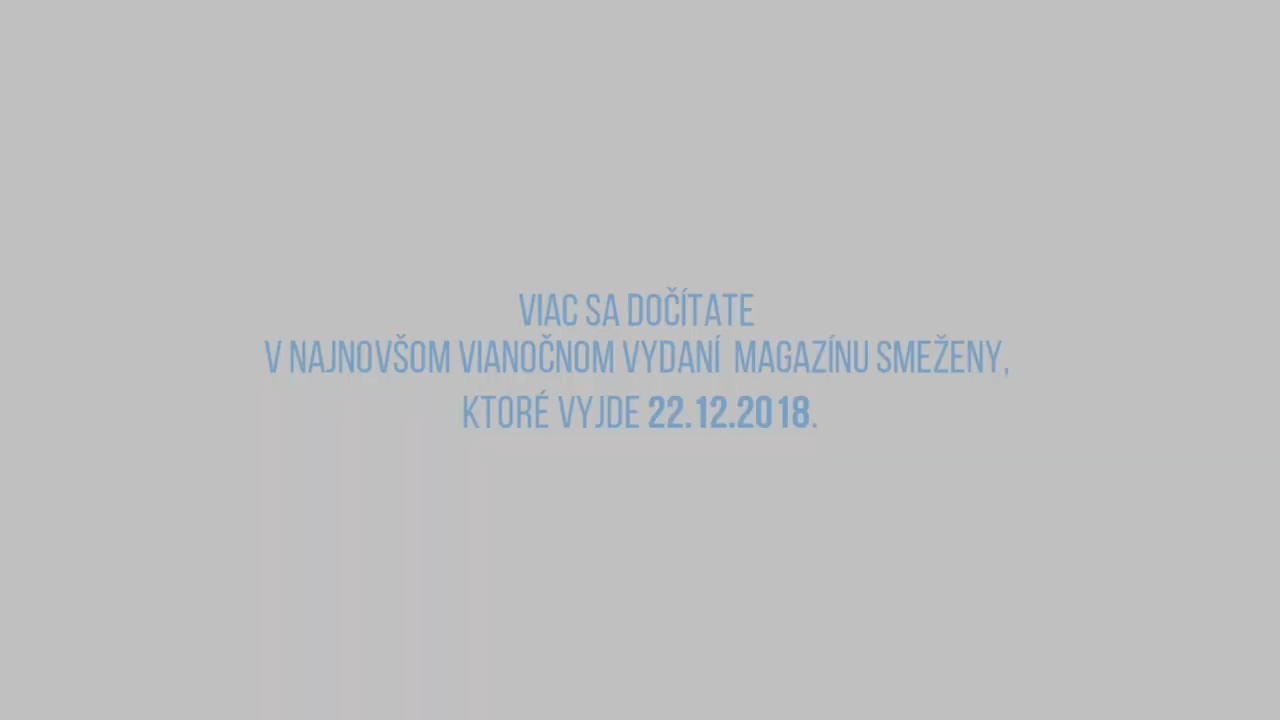 VIAC SA DOČÍTATE
V NAJNOVŠOM VIANOČNOM VYDANÍ MAGAZÍNU SMEŽENY,
KTORÉ VYJDE 22.12.2018.